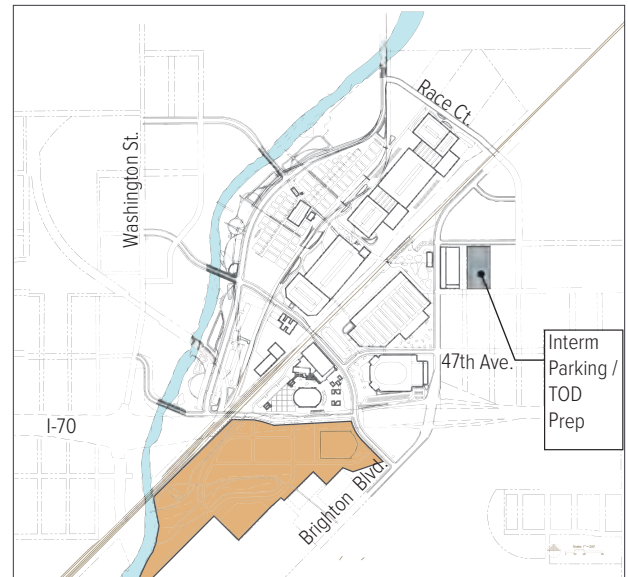 Race Ct.
Washington St.
47th Ave.
Interm
Parking /
TOD
Prep
I-70
Brighton Blvd.